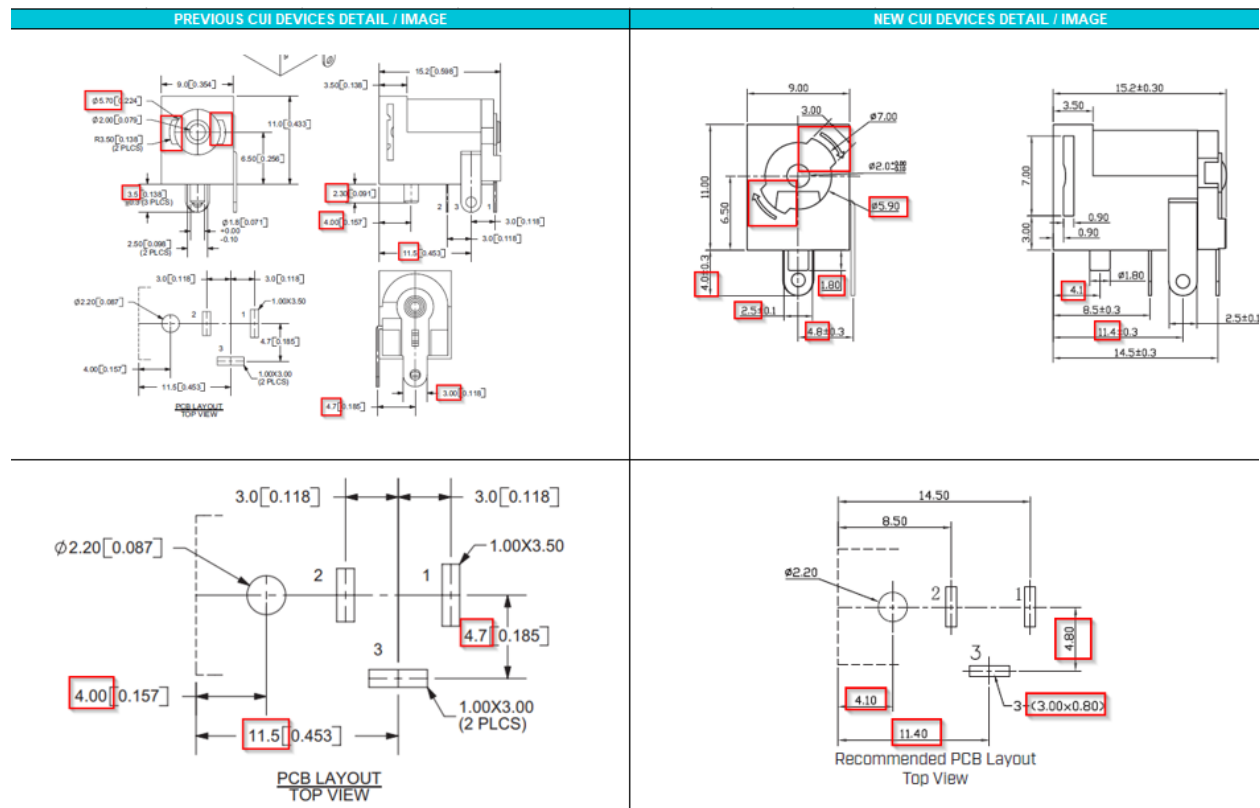 PREVIOUS CUI DEVICES DETAIL / IMAGE
NEW CUI DEVICES DETAIL / IMAGE
9.0[0.354]
Ø5.70[0.224]
Ø2.00[0.079]
R3.50[0.138]
(2 PLCS)
11.0[0.433]
6.50[0.256]
3.5[0.138]
(3 PLCS)
Ø1.8[0.071]
+0.00
-0.10
2.50[0.098]
(2 PLCS)
15.2[0.598]
3.50[0.138]
2.30[0.091]
4.00[0.157]
11.5[0.453]
2
3
1
3.0[0.118]
3.0[0.118]
3.0[0.118]
3.0[0.118]
Ø2.20[0.087]
1.00X3.50
2
1
4.7[0.185]
3
4.00[0.157]
11.5[0.453]
1.00X3.00
(2 PLCS)
PCB LAYOUT
TOP VIEW
3.00[0.118]
4.7[0.185]
9.00
3.00
Ø7.00
Ø2.0
Ø5.90
11.00
6.50
4.0±0.3
1.80
2.5±0.1
4.8±0.3
15.2±0.30
3.50
7.00
3.00
0.90
0.90
Ø1.80
4.1
8.5±0.3
2.5±0.1
11.4±0.3
14.5±0.3
3.0[0.118]
3.0[0.118]
Ø2.20[0.087]
1.00X3.50
2
1
4.7[0.185]
3
4.00[0.157]
1.00X3.00
(2 PLCS)
11.5[0.453]
PCB LAYOUT
TOP VIEW
14.50
8.50
Ø2.20
2
1
4.80
3
4.10
3-(3.00x0.80)
11.40
Recommended PCB Layout
Top View